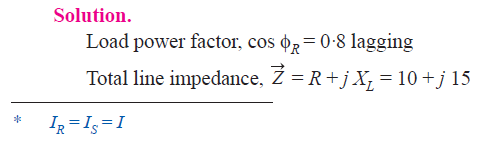 Solution.
Load power factor, cos ϕ_R = 0·8 lagging
Total line impedance, Z⃗ = R + j X_L = 10 + j 15
* I_R = I_S = I